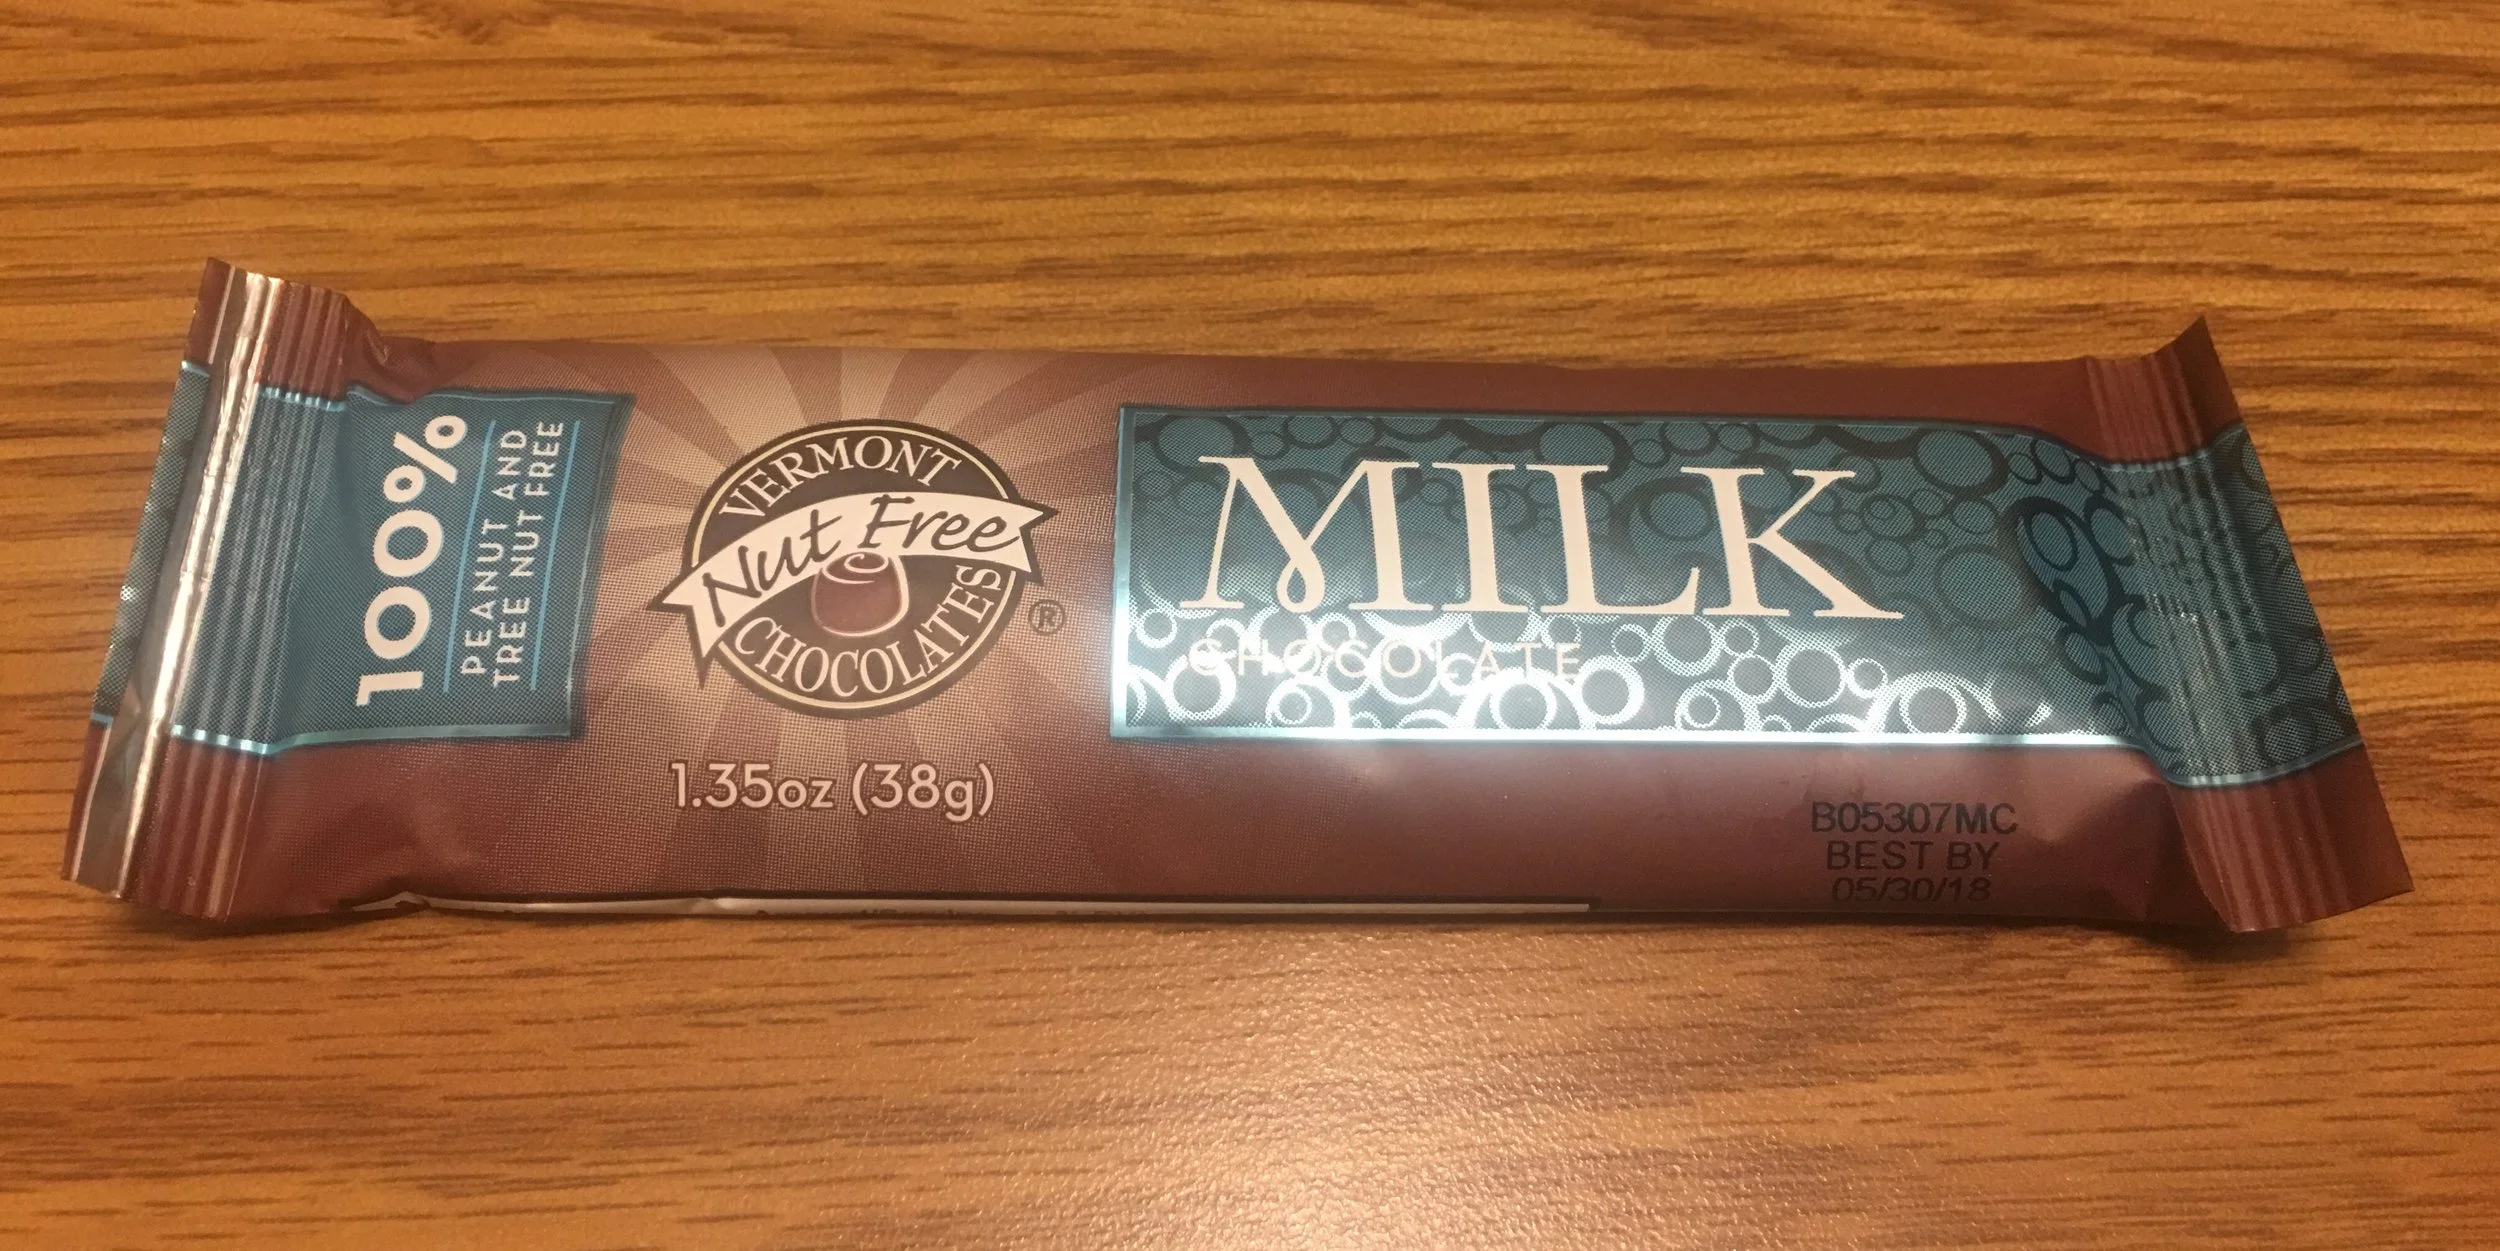 100%
PEANUT AND
TREE NUT FREE
VERMONT
Nut Free
CHOCOLATES
®
1.35oz (38g)
MILK
CHOCOLATE
B05307MC
BEST BY
05/30/18